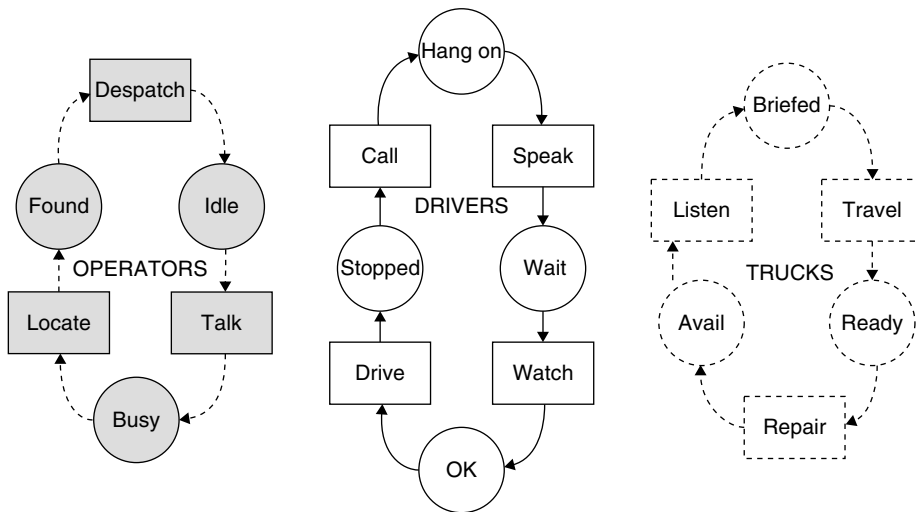 Despatch
Found
Idle
OPERATORS
Locate
Talk
Busy
Hang on
Call
Speak
DRIVERS
Stopped
Wait
Drive
Watch
OK
Briefed
Listen
Travel
TRUCKS
Avail
Ready
Repair